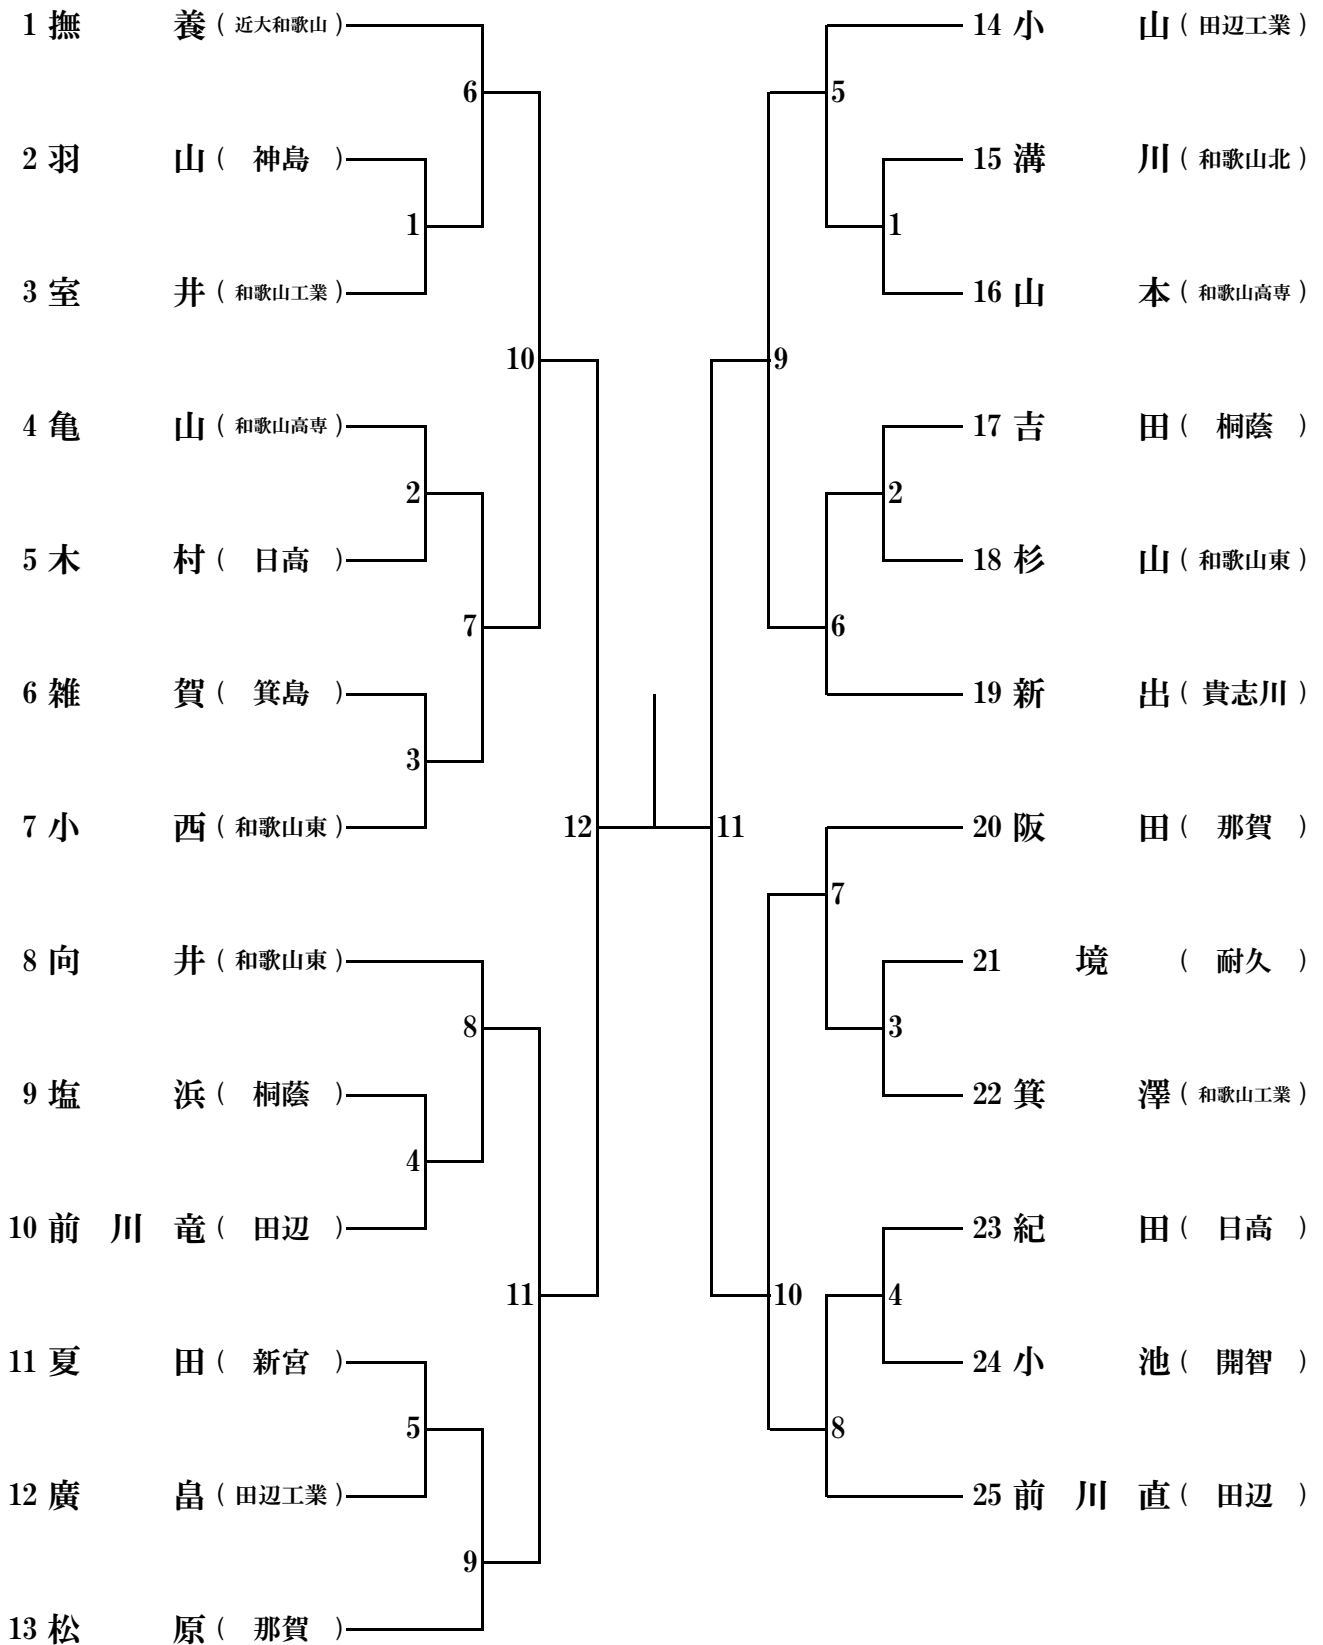 1 撫養 (近大和歌山)
6
2 羽山 (神島)
1
3 室井 (和歌山工業)
10
4 亀山 (和歌山高専)
2
5 木村 (日高)
7
6 雑賀 (箕島)
3
7 小西 (和歌山東)
12
8 向井 (和歌山東)
8
9 塩浜 (桐蔭)
4
10 前川竜 (田辺)
11
11 夏田 (新宮)
5
12 廣畠 (田辺工業)
9
13 松原 (那賀)
14 小山 (田辺工業)
5
15 溝川 (和歌山北)
1
16 山本 (和歌山高専)
9
17 吉田 (桐蔭)
2
18 杉山 (和歌山東)
6
19 新出 (貴志川)
11
20 阪田 (那賀)
7
21 境 (耐久)
3
22 箕澤 (和歌山工業)
10
23 紀田 (日高)
4
24 小池 (開智)
8
25 前川直 (田辺)